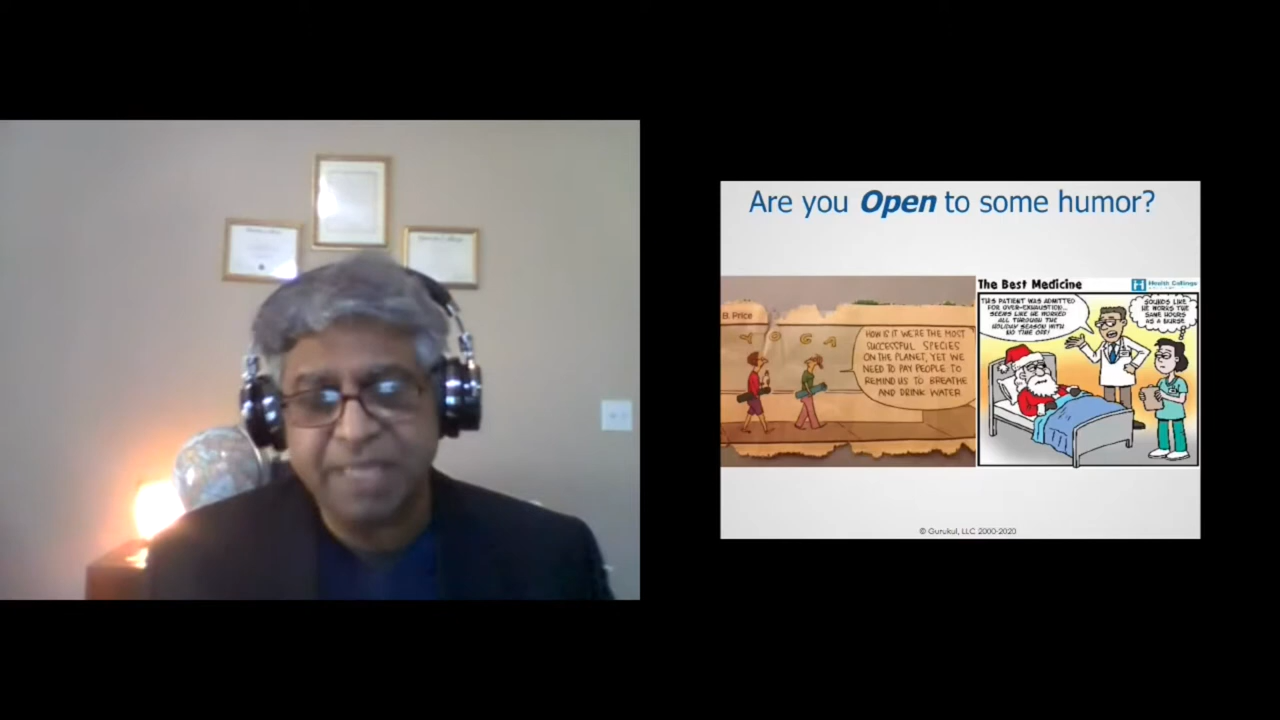 Are you Open to some humor?
B. Price
Y O G A
HOW IS IT WE'RE THE MOST
SUCCESSFUL SPECIES
ON THE PLANET, YET WE
NEED TO PAY PEOPLE TO
REMIND US TO BREATHE
AND DRINK WATER
The Best Medicine
Health Callings
THIS PATIENT WAS ADMITTED
FOR OVER-EXHAUSTION...
SEEMS LIKE HE WORKED
ALL THROUGH THE
HOLIDAY SEASON WITH
NO TIME OFF!
SOUNDS LIKE
HE WORKS THE
SAME HOURS
AS A NURSE
© Gurukul, LLC 2000-2020